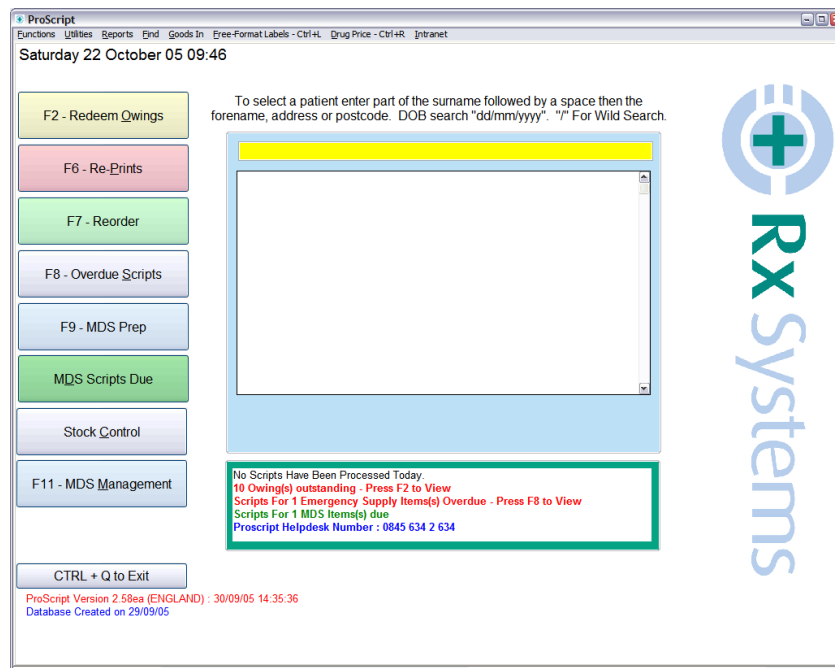 ProScript
Functions Utilities Reports Find Goods In Free-Format Labels - Ctrl+L Drug Price - Ctrl+R Intranet
Saturday 22 October 05 09:46
To select a patient enter part of the surname followed by a space then the
forename, address or postcode. DOB search "dd/mm/yyyy". "/" For Wild Search.
F2 - Redeem Owings
F6 - Re-Prints
F7 - Reorder
F8 - Overdue Scripts
F9 - MDS Prep
MDS Scripts Due
Stock Control
F11 - MDS Management
No Scripts Have Been Processed Today.
10 Owing(s) outstanding - Press F2 to View
Scripts For 1 Emergency Supply Items(s) Overdue - Press F8 to View
Scripts For 1 MDS Items(s) due
Proscript Helpdesk Number : 0845 634 2 634
CTRL + Q to Exit
ProScript Version 2.58ea (ENGLAND) : 30/09/05 14:35:36
Database Created on 29/09/05
Rx Systems